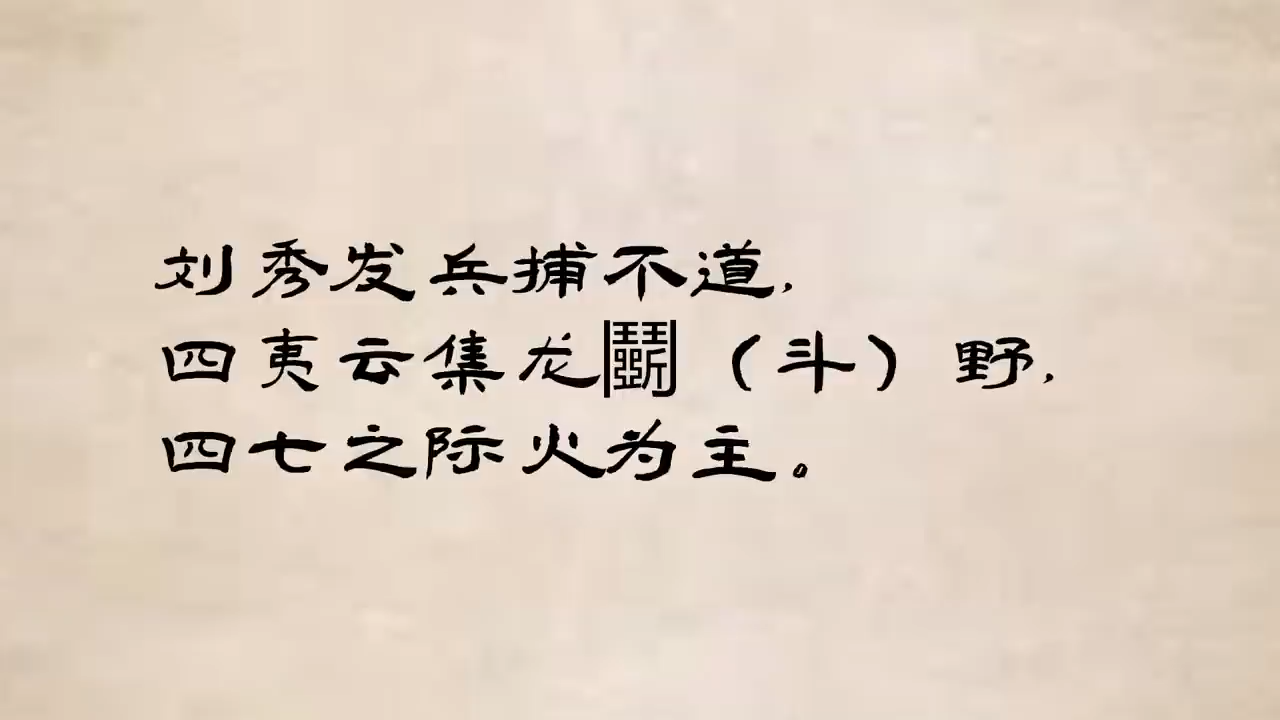 刘秀发兵捕不道，
四夷云集龙鬭（斗）野，
四七之际火为主。